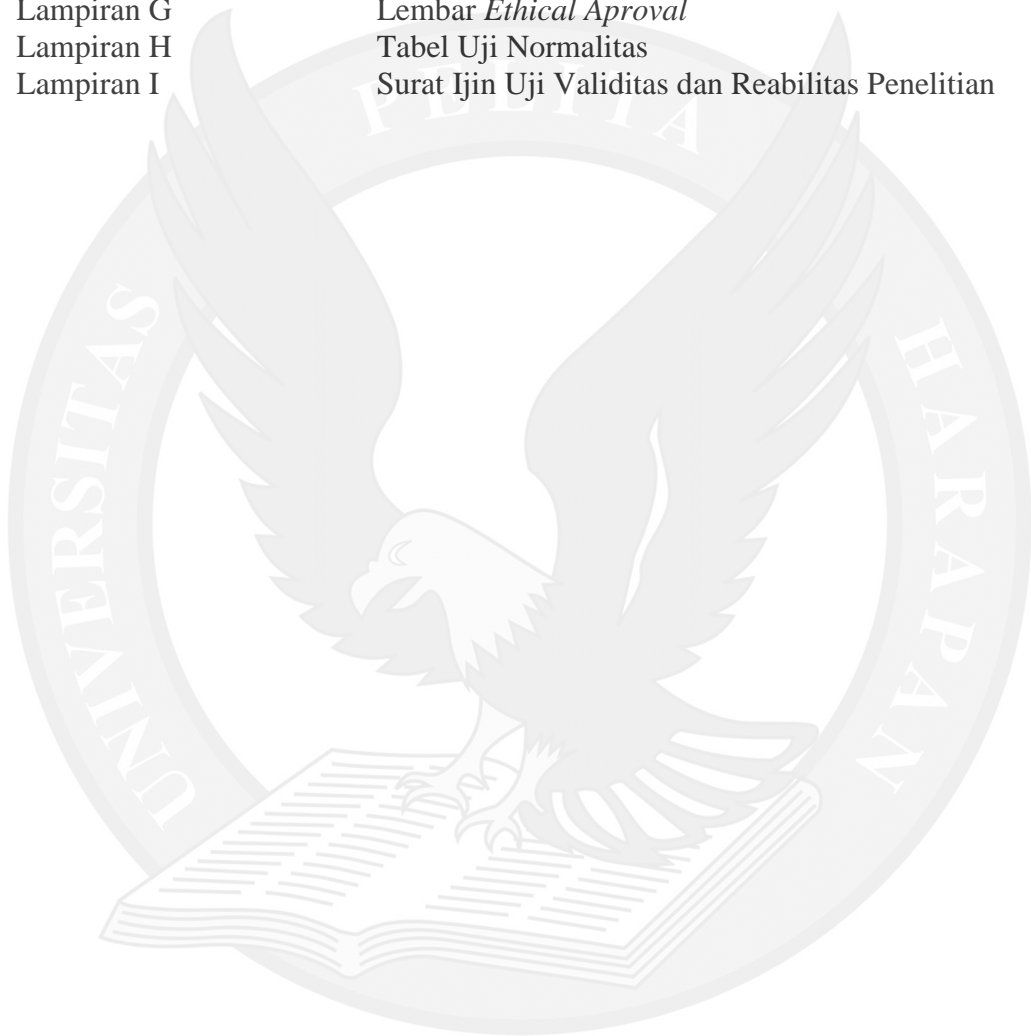 Lampiran G Lembar Ethical Aproval
Lampiran H Tabel Uji Normalitas
Lampiran I Surat Ijin Uji Validitas dan Reabilitas Penelitian
UNIVERSITAS PELITA HARAPAN